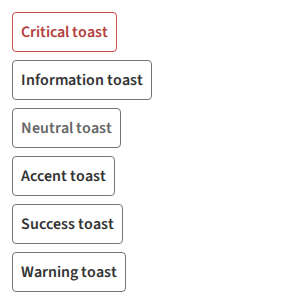 Critical toast
Information toast
Neutral toast
Accent toast
Success toast
Warning toast